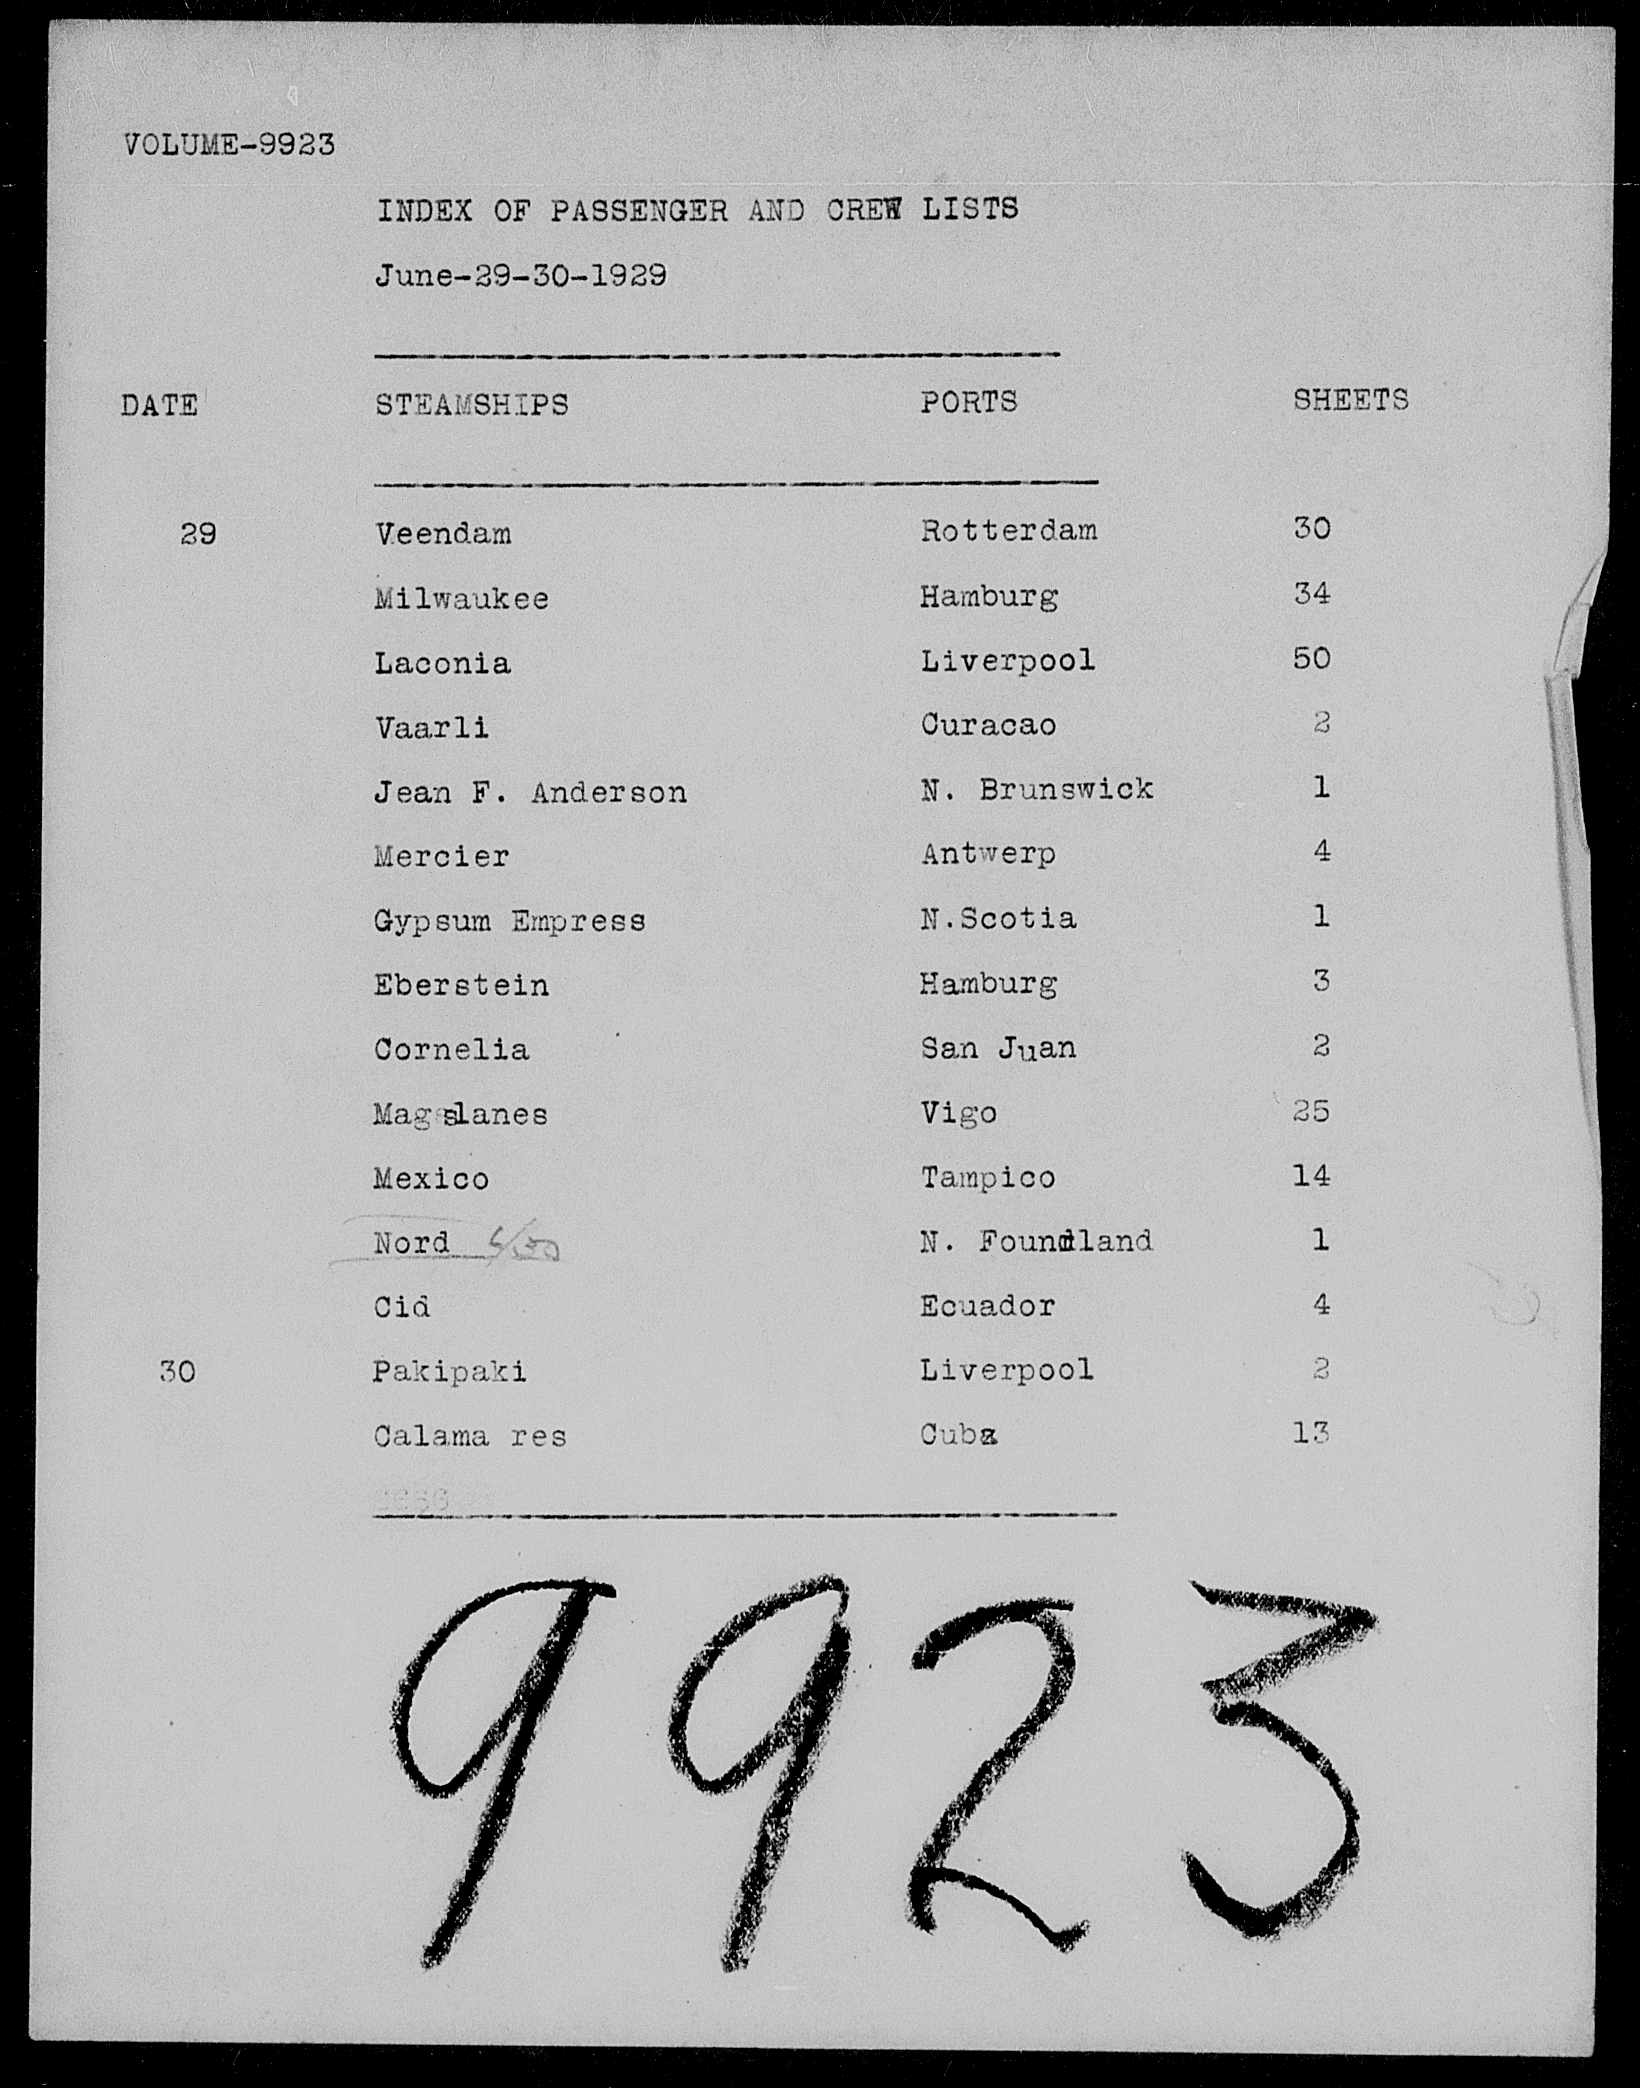 VOLUME-9923
INDEX OF PASSENGER AND CREW LISTS
June-29-30-1929
DATE STEAMSHIPS PORTS SHEETS
29 Veendam Rotterdam 30
Milwaukee Hamburg 34
Laconia Liverpool 50
Vaarli Curacao 2
Jean F. Anderson N. Brunswick 1
Mercier Antwerp 4
Gypsum Empress N.Scotia 1
Eberstein Hamburg 3
Cornelia San Juan 2
Magallanes Vigo 25
Mexico Tampico 14
Nord 6/30 N. Foundland 1
Cid Ecuador 4
30 Pakipaki Liverpool 2
Calama res Cuba 13
9923